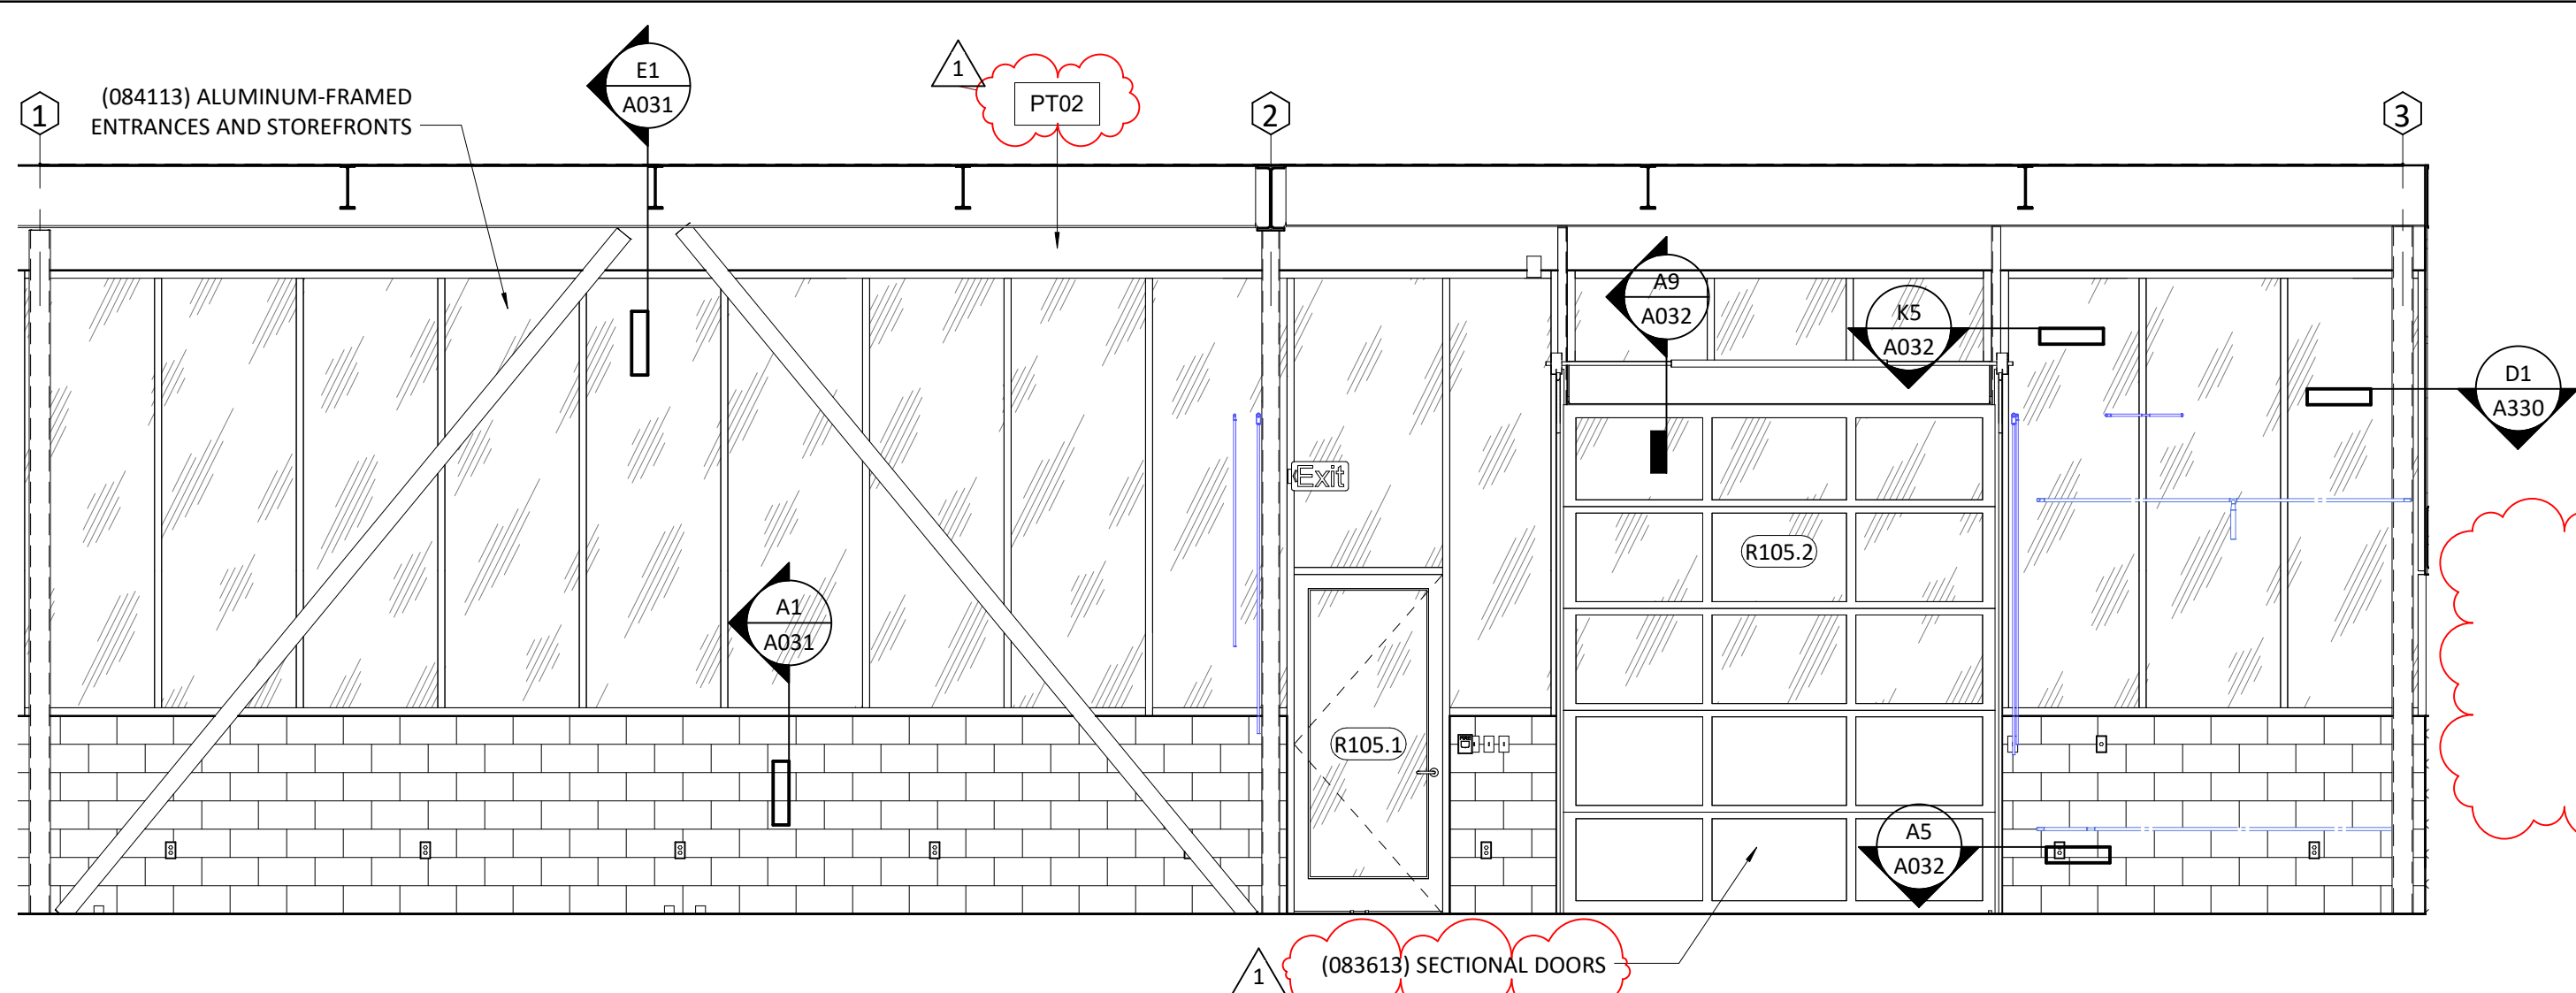 E1
A031
1
PT02
(084113) ALUMINUM-FRAMED
ENTRANCES AND STOREFRONTS
1
2
3
A9
A032
K5
A032
D1
A330
Exit
R105.2
A1
A031
R105.1
A5
A032
1
(083613) SECTIONAL DOORS